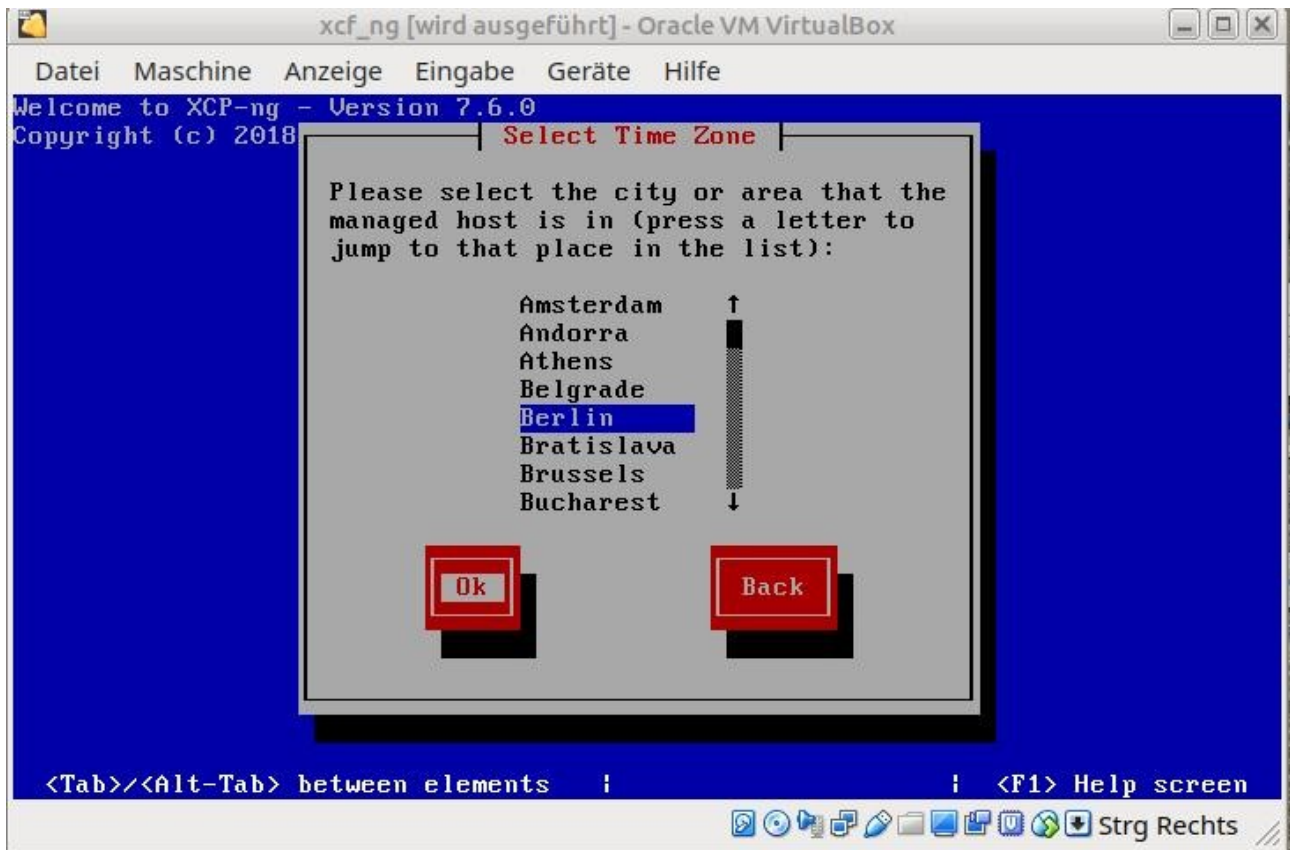 xcf_ng [wird ausgeführt] - Oracle VM VirtualBox
Datei Maschine Anzeige Eingabe Geräte Hilfe
Welcome to XCP-ng - Version 7.6.0
Copyright (c) 2018
Select Time Zone
Please select the city or area that the
managed host is in (press a letter to
jump to that place in the list):
Amsterdam
Andorra
Athens
Belgrade
Berlin
Bratislava
Brussels
Bucharest
Ok Back
<Tab>/<Alt-Tab> between elements | | <F1> Help screen
Strg Rechts